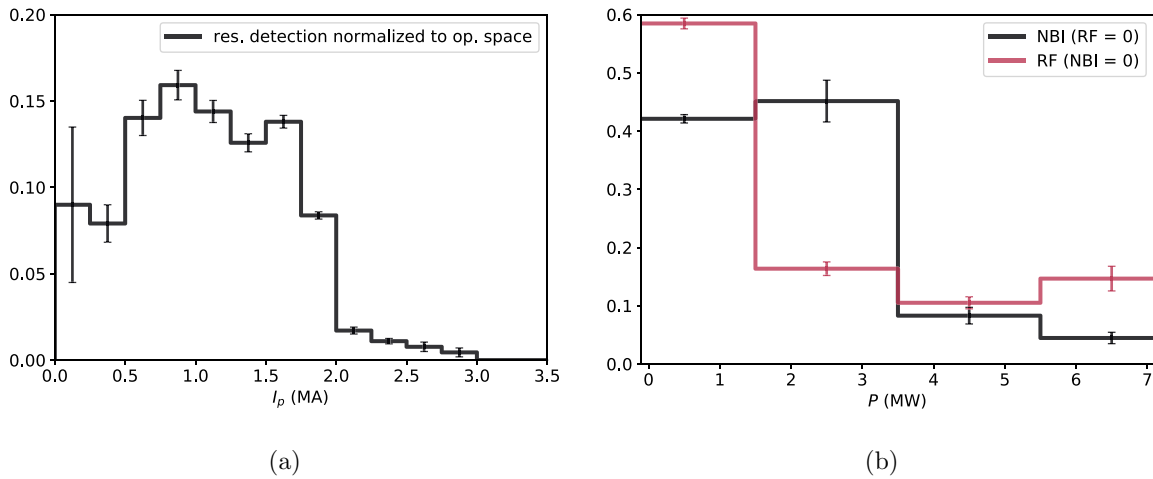 0.20
0.15
0.10
0.05
0.00
0.0 0.5 1.0 1.5 2.0 2.5 3.0 3.5
I_p (MA)
res. detection normalized to op. space
(a)
0.6
0.5
0.4
0.3
0.2
0.1
0.0
0 1 2 3 4 5 6 7
P (MW)
NBI (RF = 0)
RF (NBI = 0)
(b)